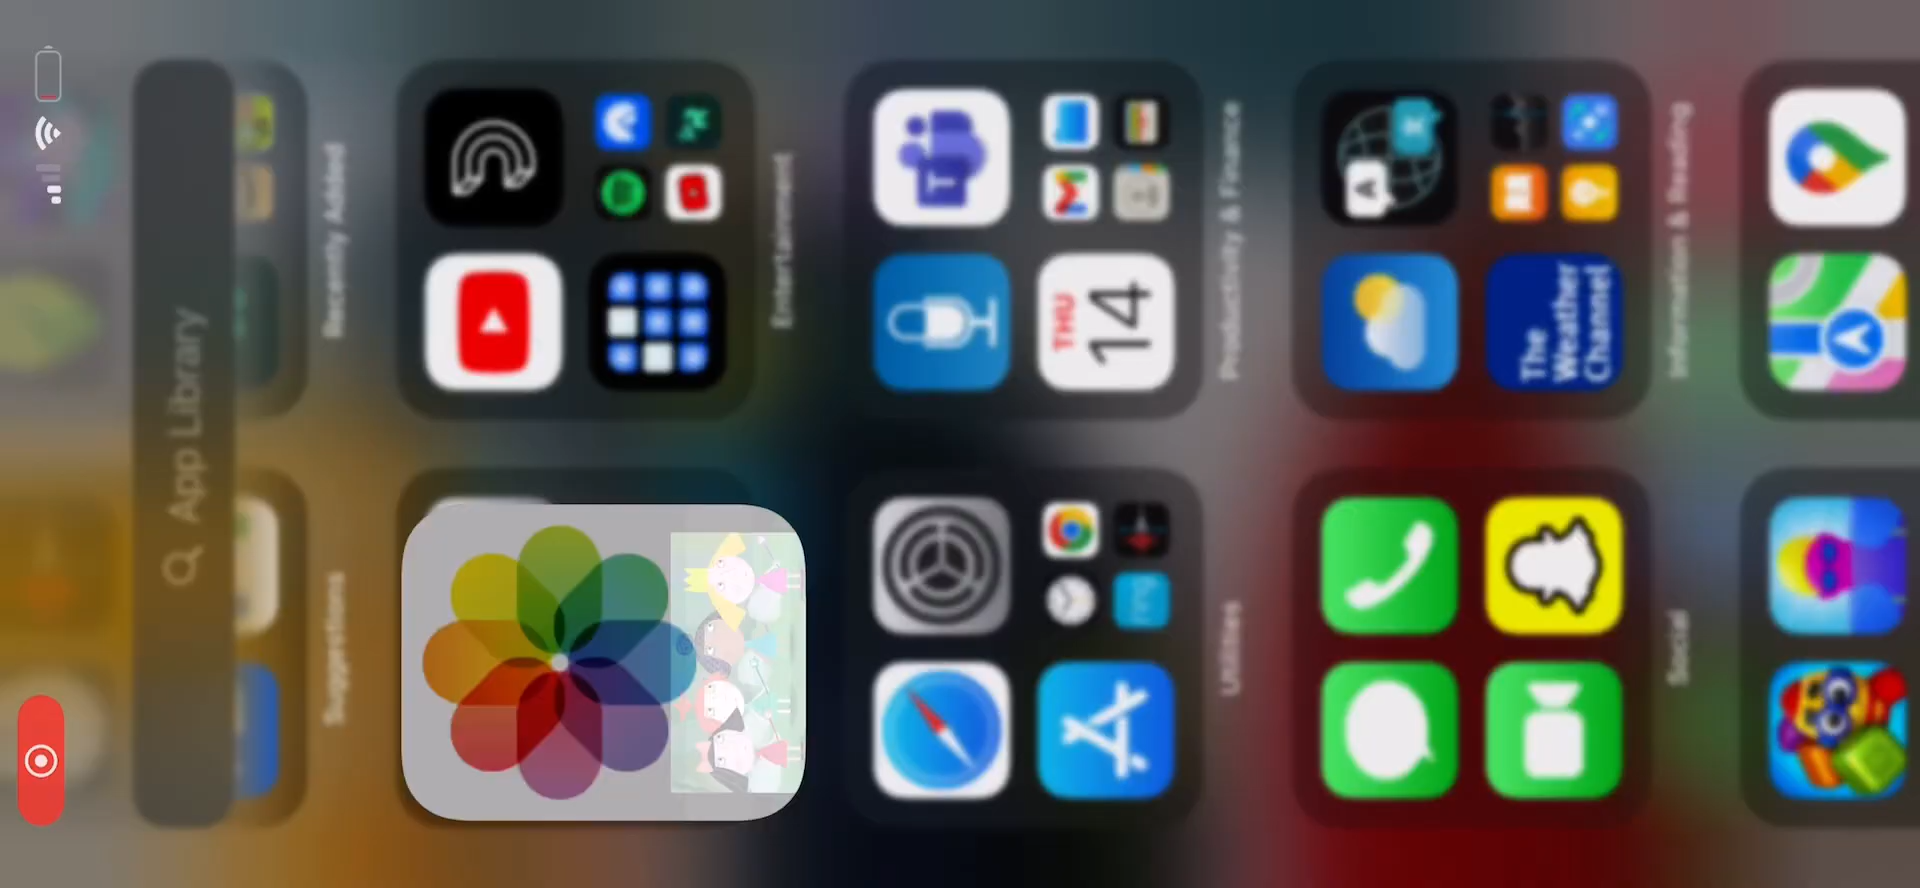 App Library
Suggestions
Recently Added
Entertainment
Utilities
THU
14
Productivity & Finance
Social
The
Weather
Channel
A
Information & Reading